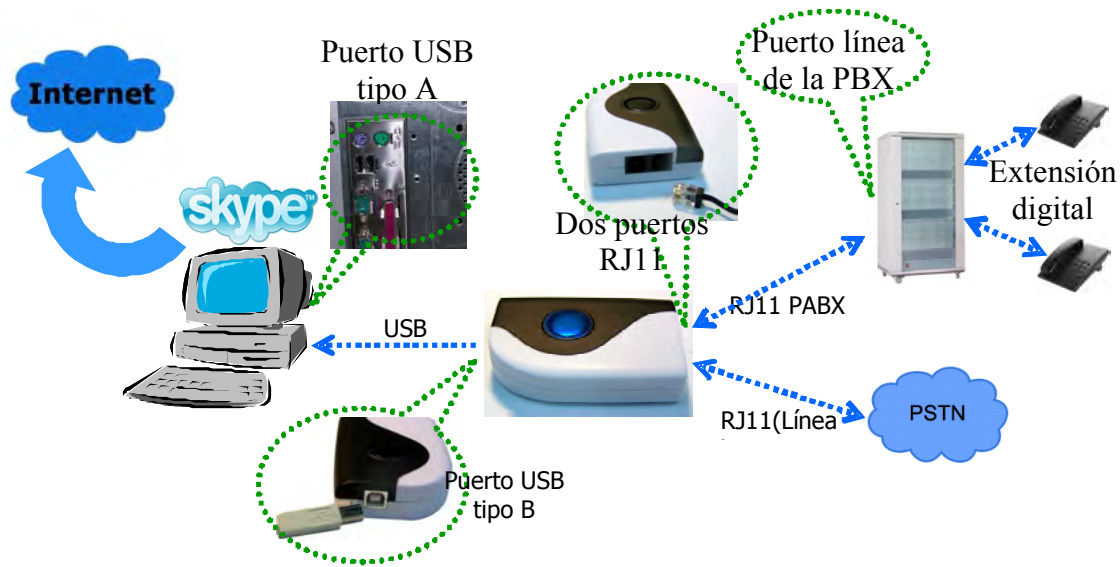 Puerto USB
tipo A
Puerto línea
de la PBX
Internet
skype™
Extensión
digital
Dos puertos
RJ11
RJ11 PABX
USB
RJ11(Línea
PSTN
Puerto USB
tipo B